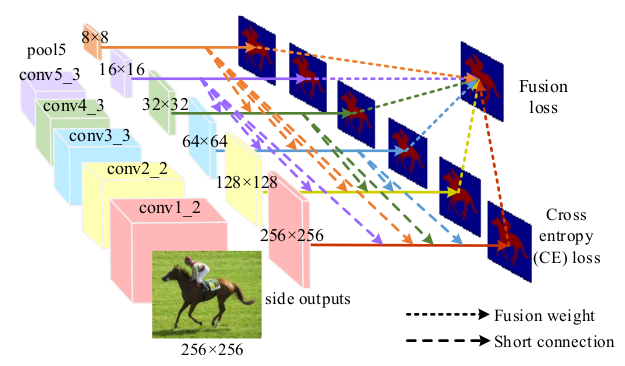 8×8
pool5
16×16
conv5_3
32×32
conv4_3
64×64
conv3_3
128×128
conv2_2
256×256
conv1_2
side outputs
256×256
Fusion
loss
Cross
entropy
(CE) loss
Fusion weight
Short connection